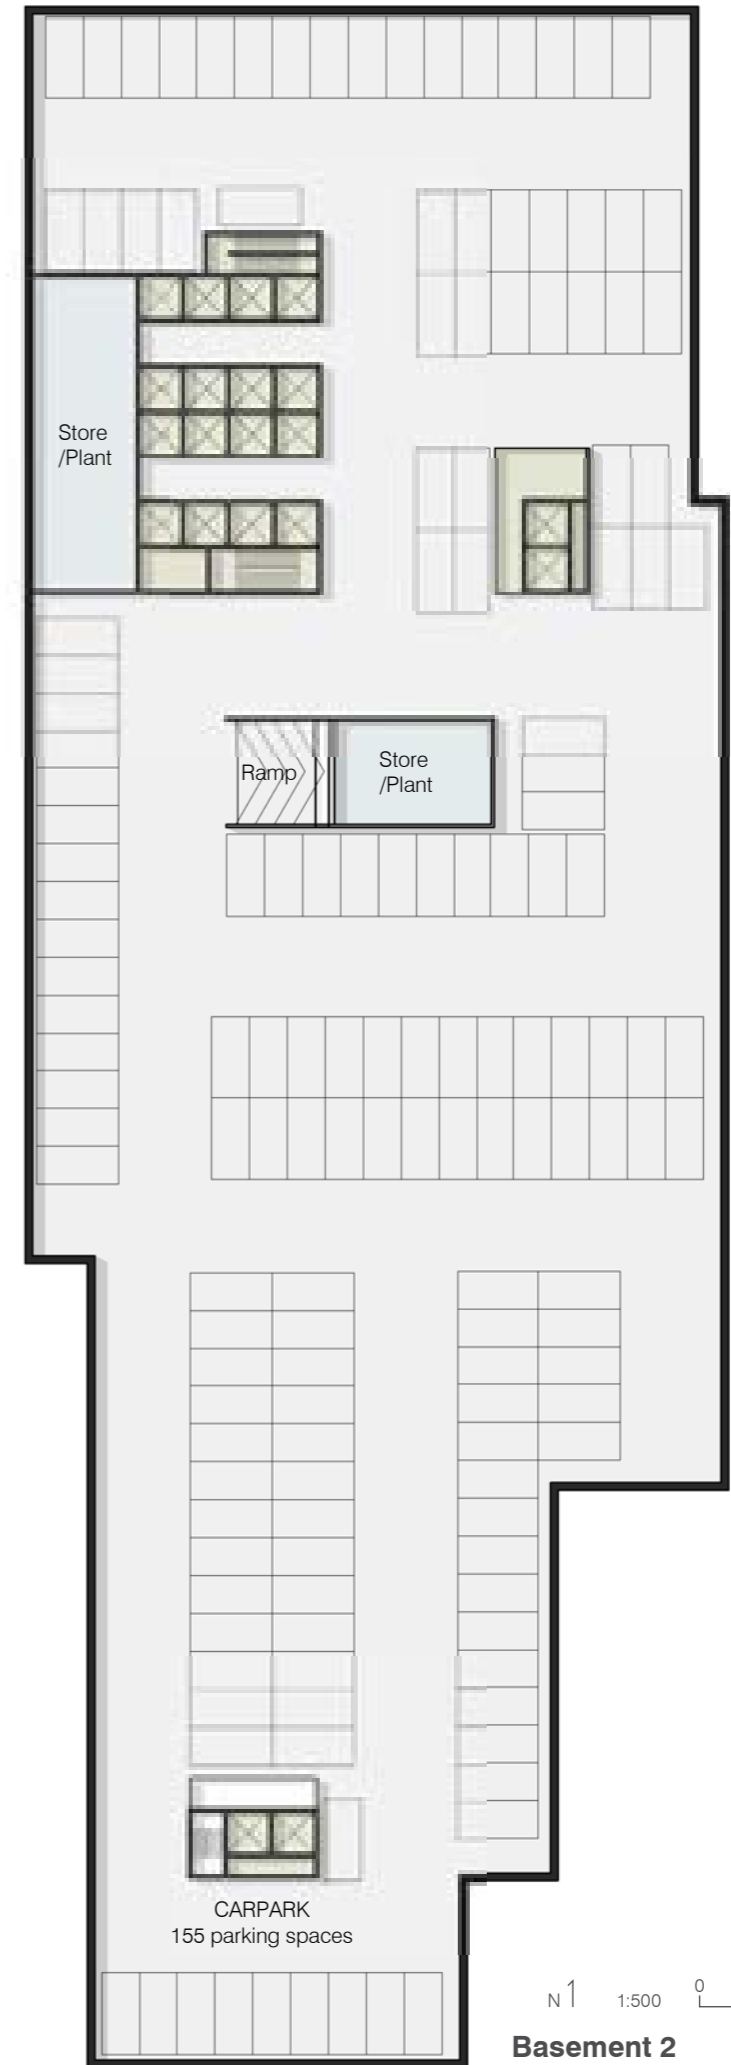 Store
/Plant
Ramp
Store
/Plant
CARPARK
155 parking spaces
N
1:500
0
Basement 2